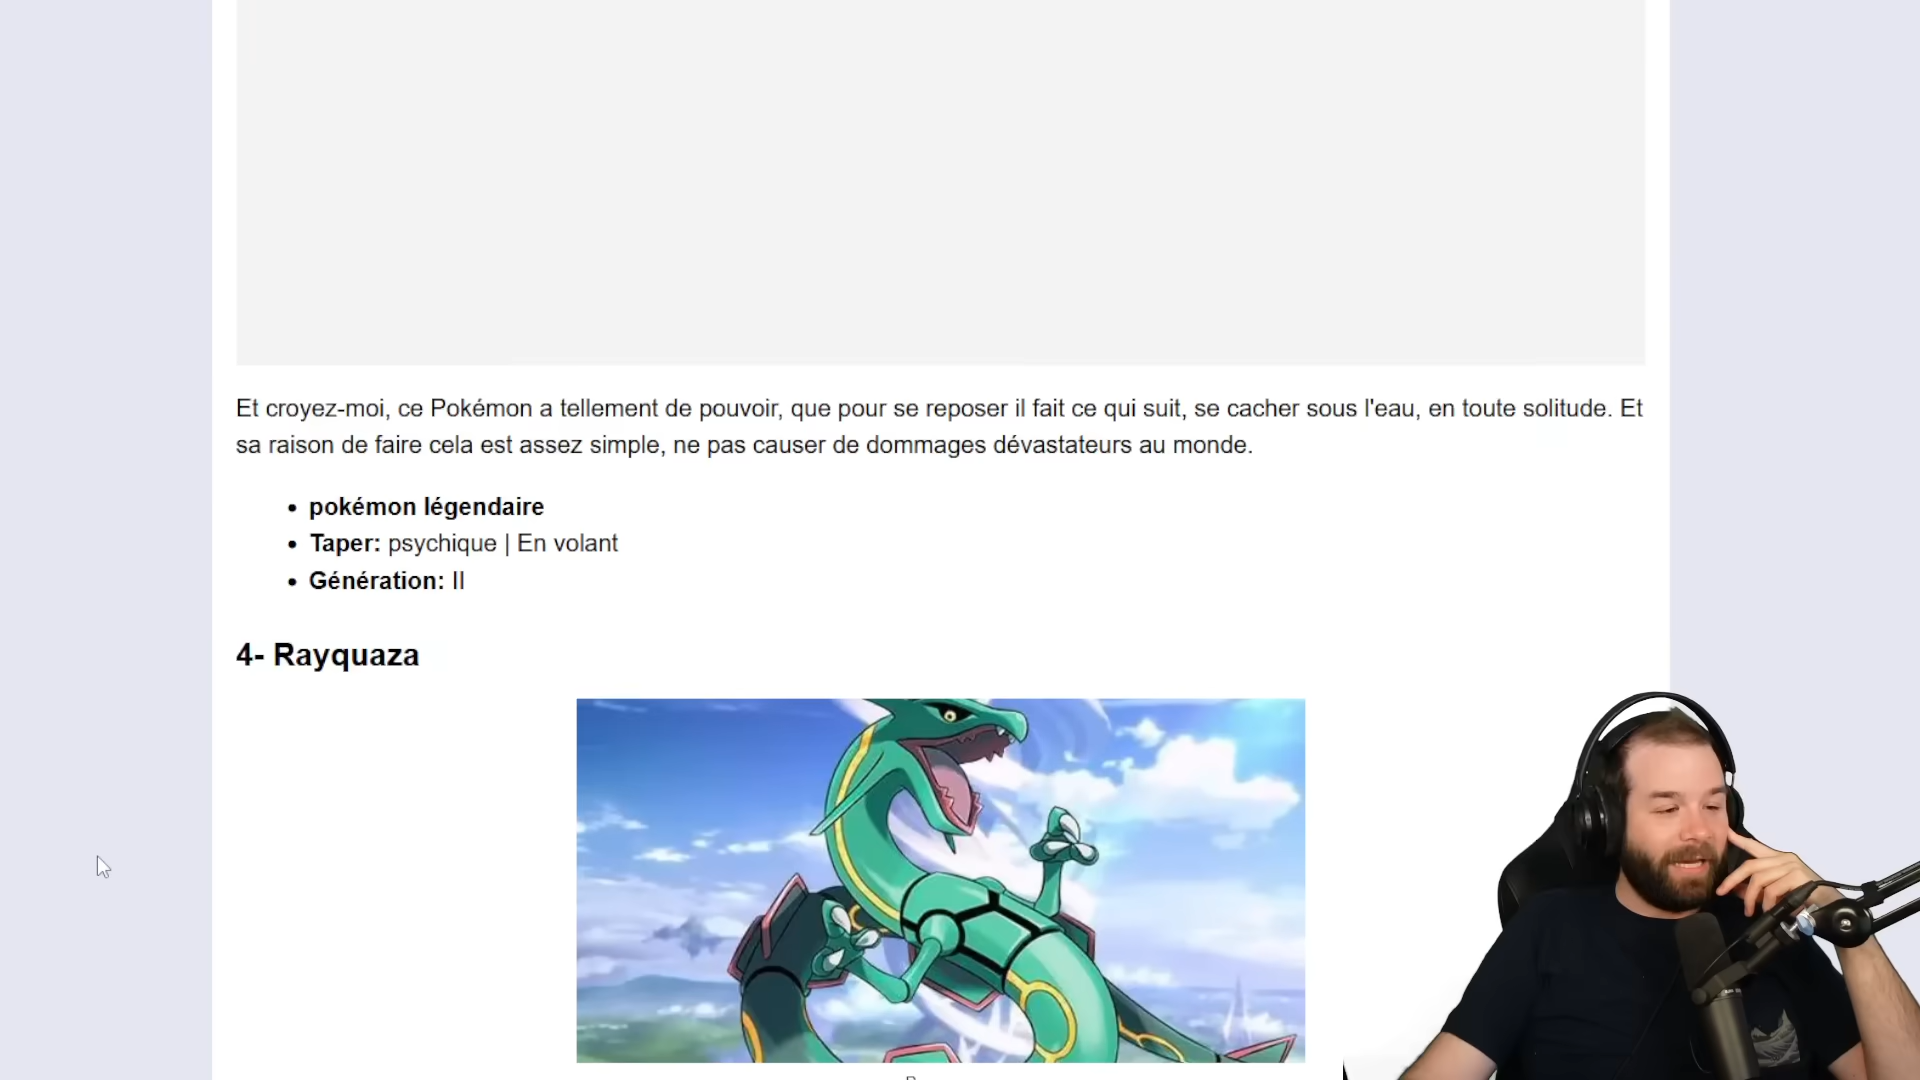 Et croyez-moi, ce Pokémon a tellement de pouvoir, que pour se reposer il fait ce qui suit, se cacher sous l'eau, en toute solitude. Et
sa raison de faire cela est assez simple, ne pas causer de dommages dévastateurs au monde.
pokémon légendaire
Taper: psychique | En volant
Génération: II
4- Rayquaza